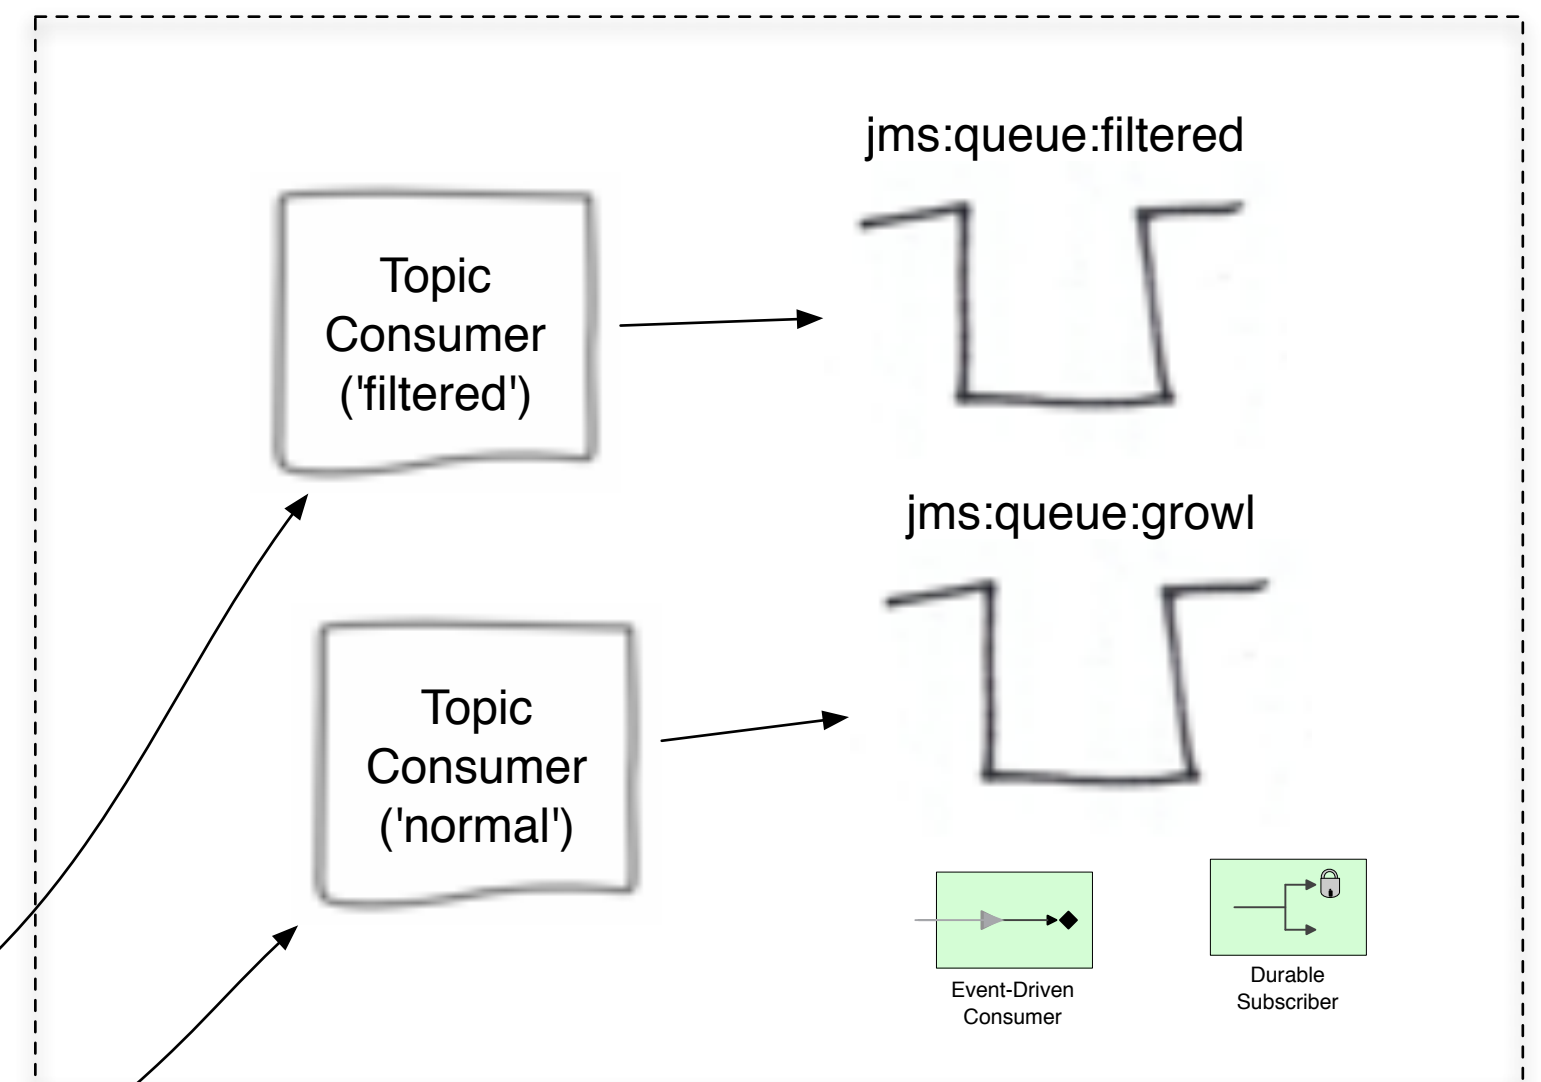 jms:queue:filtered
Topic
Consumer
('filtered')
jms:queue:growl
Topic
Consumer
('normal')
Event-Driven
Consumer
Durable
Subscriber